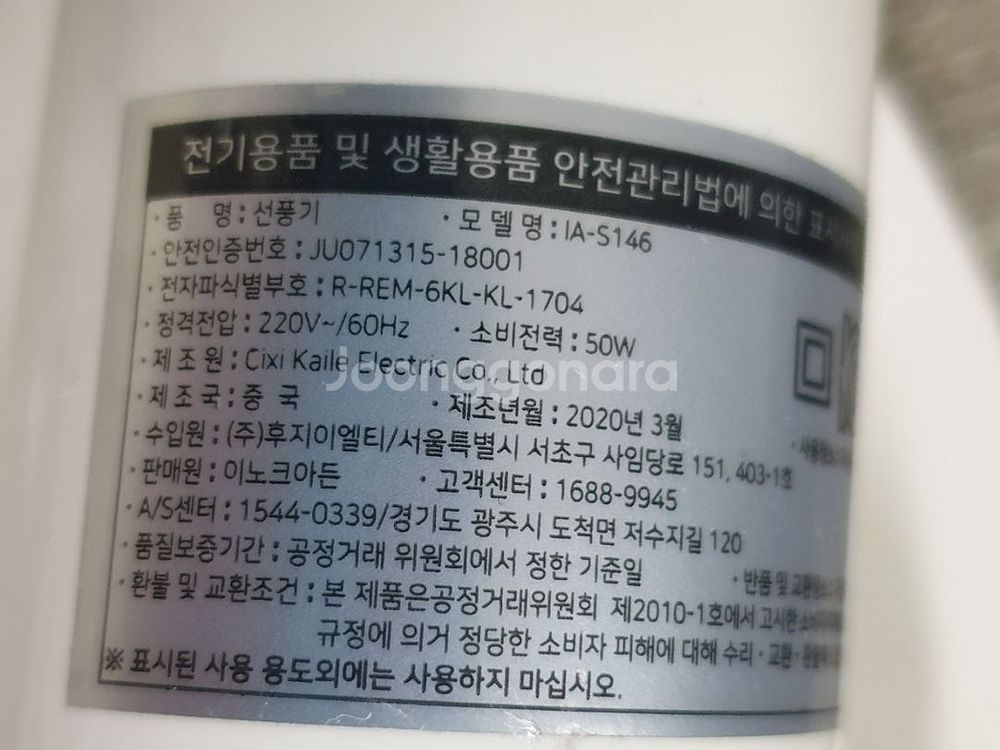 전기용품 및 생활용품 안전관리법에 의한
· 품 명 : 선풍기 · 모 델 명 : IA-S146
· 안전인증번호 : JU071315-18001
· 전자파식별부호 : R-REM-6KL-KL-1704
· 정격전압 : 220V~/60Hz · 소비전력 : 50W
· 제 조 원 : Cixi Kaile Electric Co., Ltd
Joonggonara
· 제 조 국 : 중 국 · 제조년월 : 2020년 3월
· 수입원 : (주)후지이엘티/서울특별시 서초구 사임당로 151, 403-1호
· 판매원 : 이노크아든 · 고객센터 : 1688-9945
· A/S센터 : 1544-0339/경기도 광주시 도척면 저수지길 120
· 품질보증기간 : 공정거래 위원회에서 정한 기준일
· 반품 및
· 환불 및 교환조건 : 본 제품은공정거래위원회 제2010-1호에서 고시한
규정에 의거 정당한 소비자 피해에 대해 수리 · 교환 ·
※ 표시된 사용 용도외에는 사용하지 마십시오.